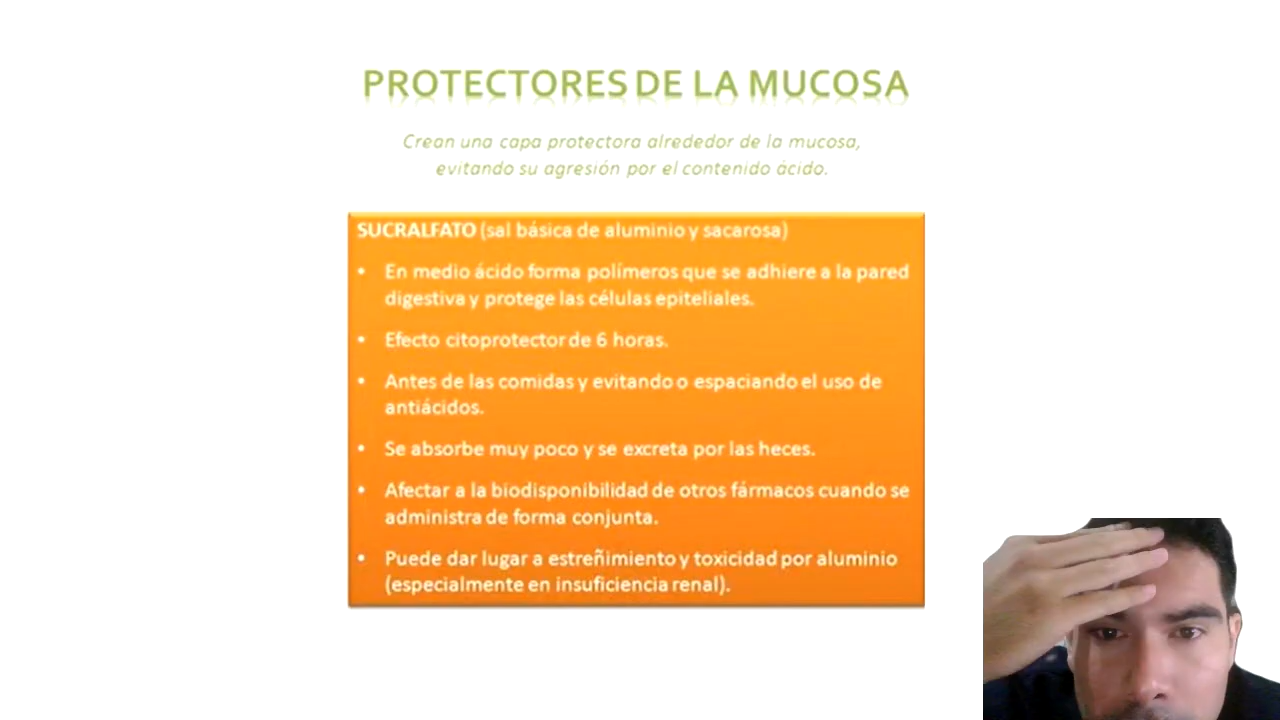 PROTECTORES DE LA MUCOSA
Crean una capa protectora alrededor de la mucosa,
evitando su agresión por el contenido ácido.
SUCRALFATO (sal básica de aluminio y sacarosa)
• En medio ácido forma polímeros que se adhiere a la pared
digestiva y protege las células epiteliales.
• Efecto citoprotector de 6 horas.
• Antes de las comidas y evitando o espaciando el uso de
antiácidos.
• Se absorbe muy poco y se excreta por las heces.
• Afectar a la biodisponibilidad de otros fármacos cuando se
administra de forma conjunta.
• Puede dar lugar a estreñimiento y toxicidad por aluminio
(especialmente en insuficiencia renal).